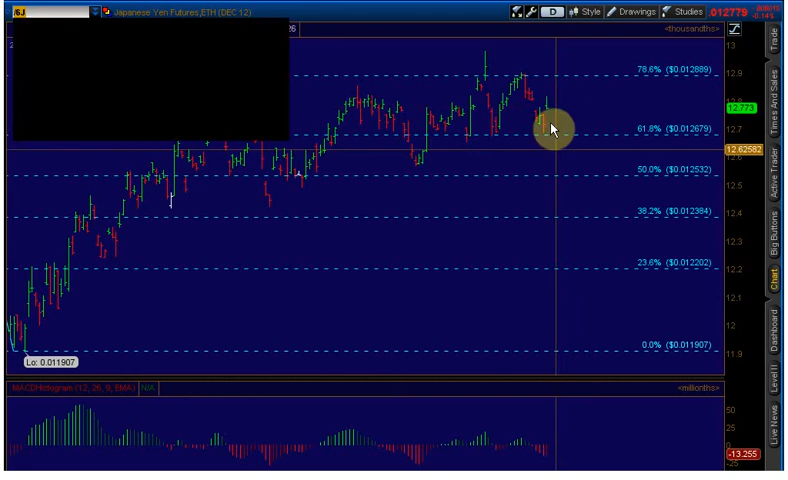 /6J
Japanese Yen Futures,ETH (DEC 12)
D
Style
Drawings
Studies
.012779
-0.14%
26
<thousandths>
13
78.6% ($0.012889)
12.9
12.8
12.773
12.7
61.8% ($0.012679)
12.62582
12.6
50.0% ($0.012532)
12.5
38.2% ($0.012384)
12.4
12.3
23.6% ($0.012202)
12.2
12.1
12
0.0% ($0.011907)
11.9
Lo: 0.011907
N/A
<millionths>
50
25
0
-13.255
-25
Trade
Times And Sales
Active Trader
Big Buttons
Chart
Dashboard
Level II
Live News